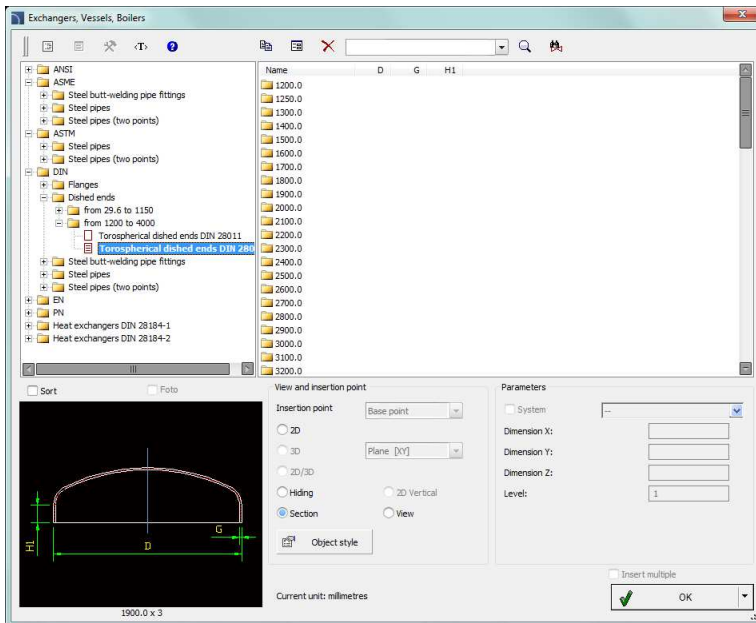 Exchangers, Vessels, Boilers
‹T›
ANSI
ASME
Steel butt-welding pipe fittings
Steel pipes
Steel pipes (two points)
ASTM
Steel pipes
Steel pipes (two points)
DIN
Flanges
Dished ends
from 29.6 to 1150
from 1200 to 4000
Torospherical dished ends DIN 28011
Torospherical dished ends DIN 280
Steel butt-welding pipe fittings
Steel pipes
Steel pipes (two points)
EN
PN
Heat exchangers DIN 28184-1
Heat exchangers DIN 28184-2
Name D G H1
1200.0
1250.0
1300.0
1400.0
1500.0
1600.0
1700.0
1800.0
1900.0
2000.0
2100.0
2200.0
2300.0
2400.0
2500.0
2600.0
2700.0
2800.0
2900.0
3000.0
3100.0
3200.0
Sort Foto
H1
D
G
1900.0 x 3
View and insertion point
Insertion point Base point
2D
3D Plane [XY]
2D/3D
Hiding 2D Vertical
Section View
Object style
Current unit: millimetres
Parameters
System --
Dimension X:
Dimension Y:
Dimension Z:
Level: 1
Insert multiple
OK